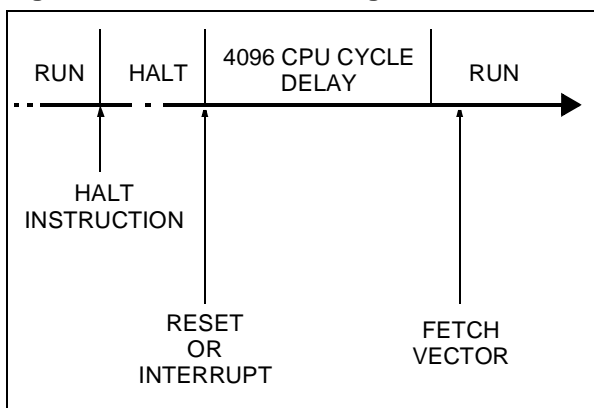 RUN
HALT
4096 CPU CYCLE
DELAY
RUN
HALT
INSTRUCTION
RESET
OR
INTERRUPT
FETCH
VECTOR